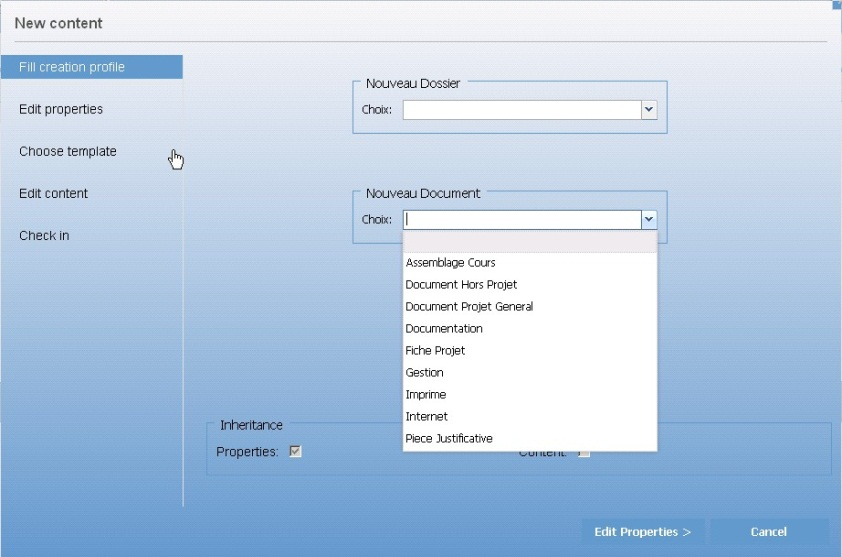 New content
Fill creation profile
Edit properties
Choose template
Edit content
Check in
Nouveau Dossier
Choix:
Nouveau Document
Choix:
Assemblage Cours
Document Hors Projet
Document Projet General
Documentation
Fiche Projet
Gestion
Imprime
Internet
Piece Justificative
Inheritance
Properties:
Content:
Edit Properties >
Cancel